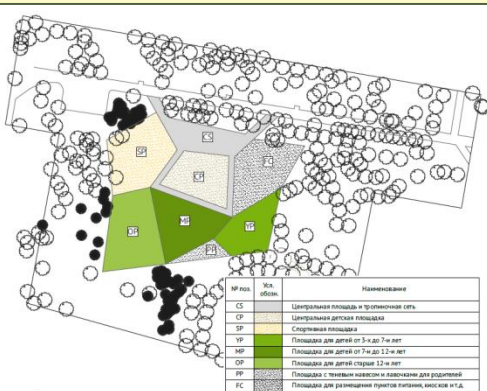 CS
SP
CP
FC
MP
OP
YP
PP
№ поз. Усл. обозн. Наименование
CS Центральная площадь и тропиночная сеть
CP Центральная детская площадка
SP Спортивная площадка
YP Площадка для детей от 3-х до 7-и лет
MP Площадка для детей от 7-и до 12-и лет
OP Площадка для детей старше 12-и лет
PP Площадка с теневым навесом и лавочками для родителей
FC Площадка для размещения пунктов питания, киосков и т.д.